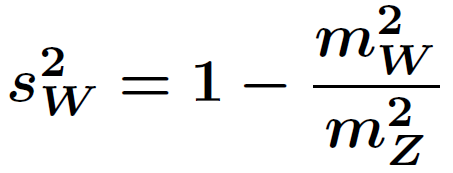 s_W^2 = 1 - \frac{m_W^2}{m_Z^2}